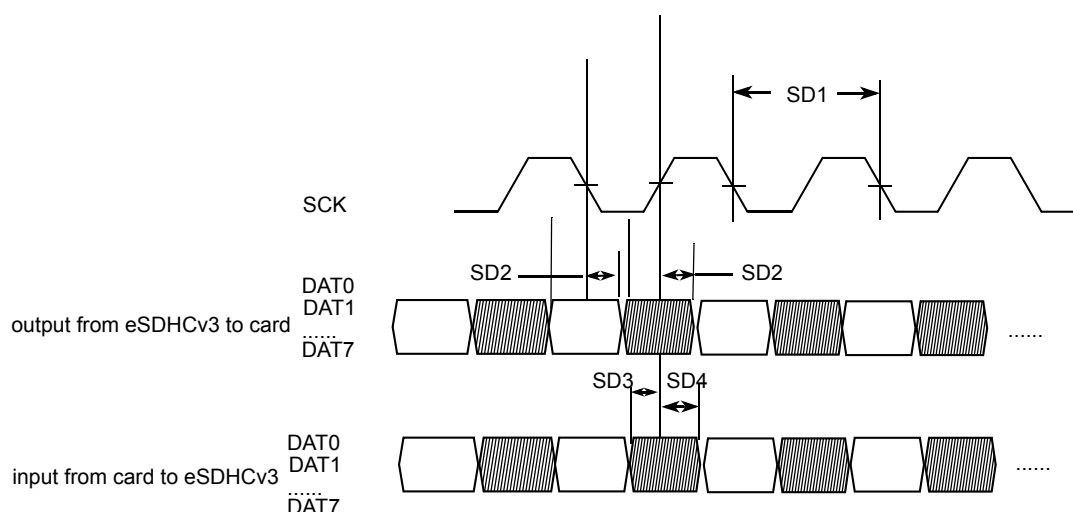 SD1
SCK
SD2
SD2
DAT0
DAT1
output from eSDHCv3 to card
......
DAT7
......
SD3
SD4
DAT0
DAT1
input from card to eSDHCv3
......
DAT7
......